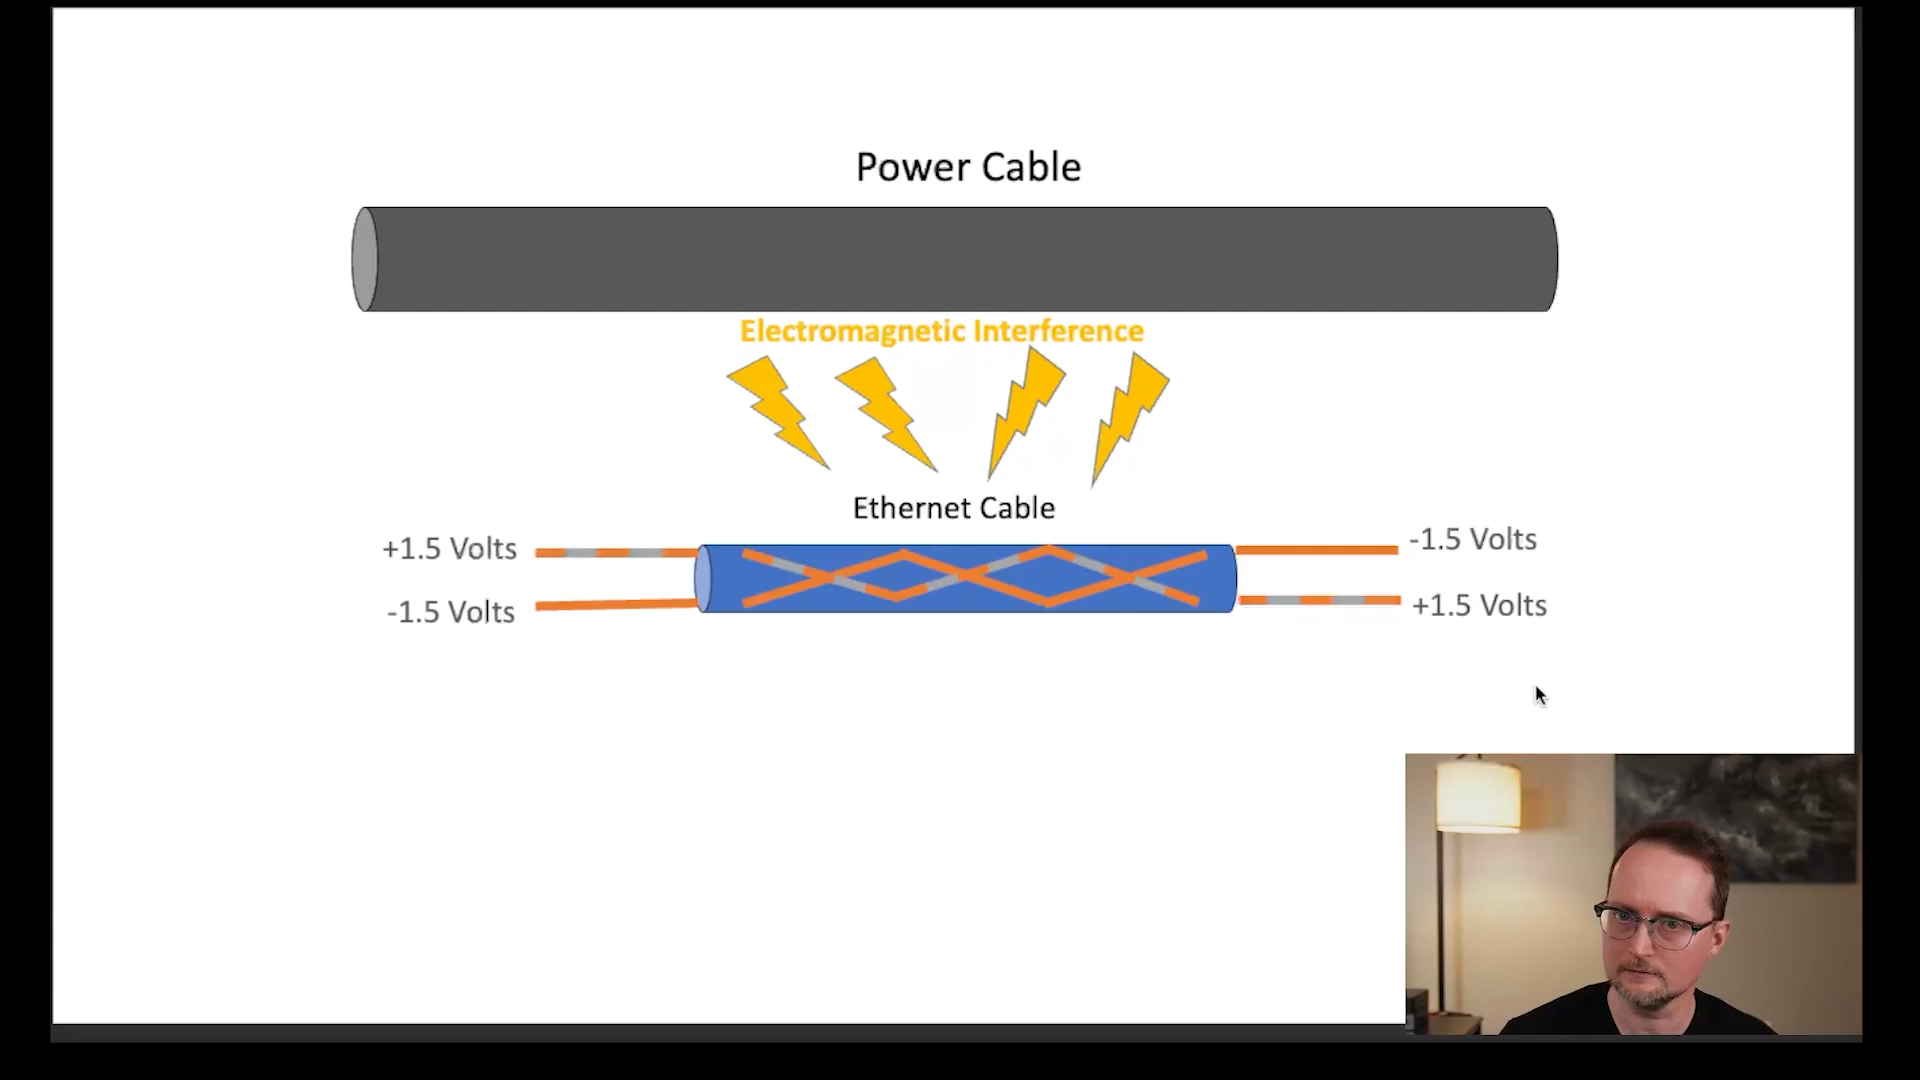 Power Cable
Electromagnetic Interference
Ethernet Cable
+1.5 Volts
-1.5 Volts
-1.5 Volts
+1.5 Volts